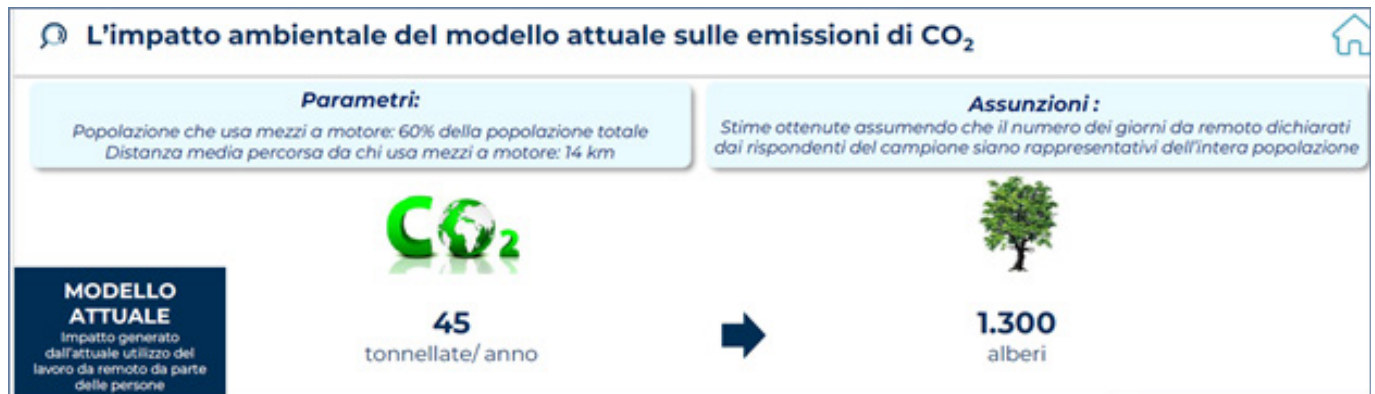 L'impatto ambientale del modello attuale sulle emissioni di CO₂
Parametri:
Popolazione che usa mezzi a motore: 60% della popolazione totale
Distanza media percorsa da chi usa mezzi a motore: 14 km
Assunzioni :
Stime ottenute assumendo che il numero dei giorni da remoto dichiarati
dai rispondenti del campione siano rappresentativi dell'intera popolazione
CO₂
MODELLO
ATTUALE
Impatto generato
dall'attuale utilizzo del
lavoro da remoto da parte
delle persone
45
tonnellate/ anno
1.300
alberi